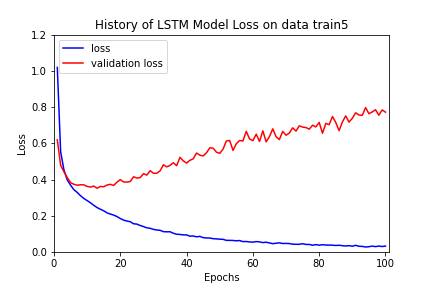 History of LSTM Model Loss on data train5
1.2
1.0
0.8
0.6
0.4
0.2
0.0
Loss
loss
validation loss
0
20
40
60
80
100
Epochs